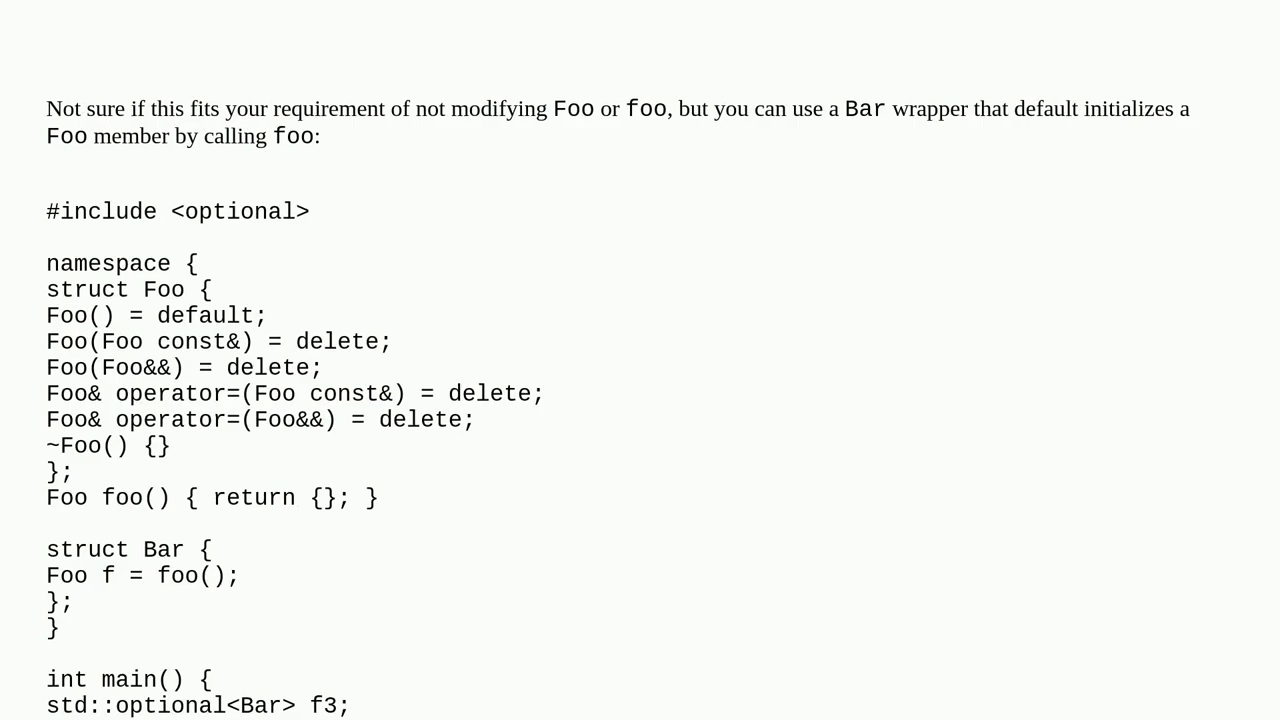 Not sure if this fits your requirement of not modifying Foo or foo, but you can use a Bar wrapper that default initializes a
Foo member by calling foo:
#include <optional>
namespace {
struct Foo {
Foo() = default;
Foo(Foo const&) = delete;
Foo(Foo&&) = delete;
Foo& operator=(Foo const&) = delete;
Foo& operator=(Foo&&) = delete;
~Foo() {}
};
Foo foo() { return {}; }
struct Bar {
Foo f = foo();
};
}
int main() {
std::optional<Bar> f3;